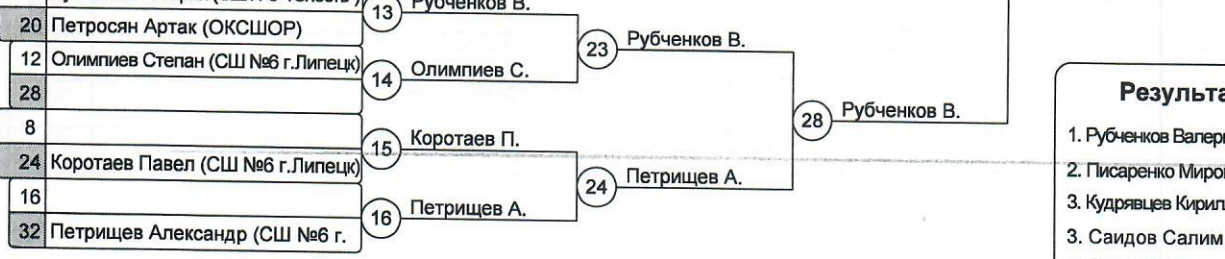 13 Рубченков В.
20 Петросян Артак (ОКСШОР)
23 Рубченков В.
12 Олимпиев Степан (СШ №6 г.Липецк)
14 Олимпиев С.
28
28 Рубченков В.
8
15 Коротаев П.
24 Коротаев Павел (СШ №6 г.Липецк)
24 Петрищев А.
16
16 Петрищев А.
32 Петрищев Александр (СШ №6 г.
Результа
1. Рубченков Валери
2. Писаренко Миро
3. Кудрявцев Кирил
3. Саидов Салим